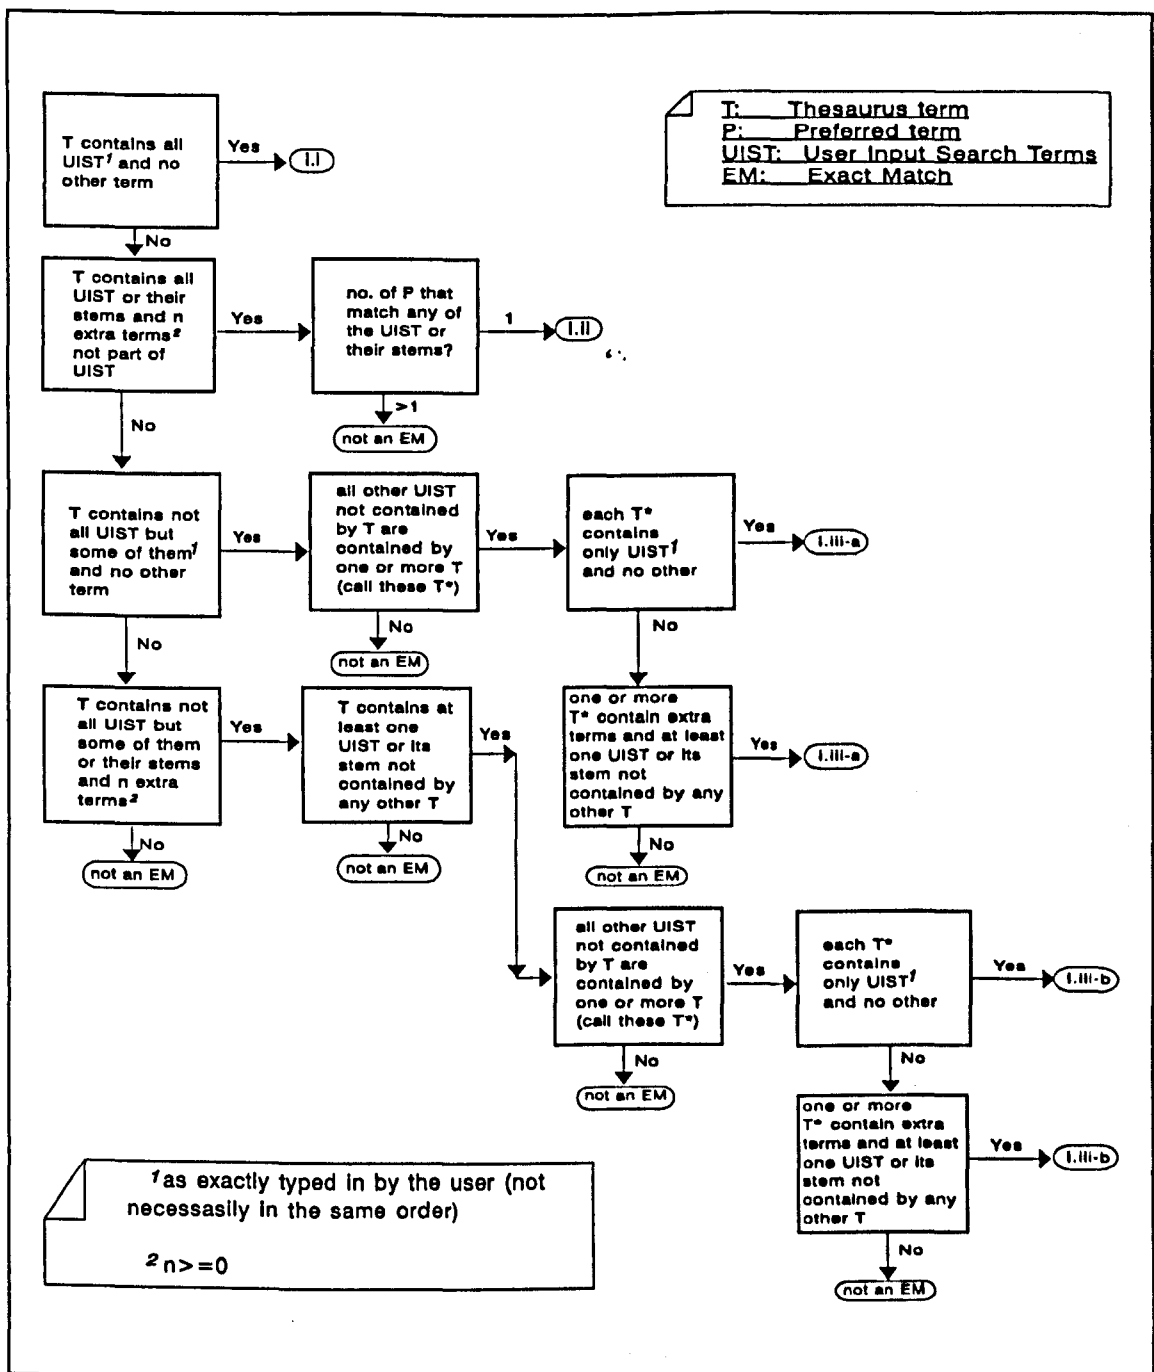 T contains all
UIST1 and no
other term
Yes
I.I
T: Thesaurus term
P: Preferred term
UIST: User Input Search Terms
EM: Exact Match
No
T contains all
UIST or their
stems and n
extra terms2
not part of
UIST
Yes
no. of P that
match any of
the UIST or
their stems?
1
I.II
>1
not an EM
No
T contains not
all UIST but
some of them1
and no other
term
Yes
all other UIST
not contained
by T are
contained by
one or more T
(call these T*)
Yes
each T*
contains
only UIST1
and no other
Yes
I.III-a
No
not an EM
No
No
T contains not
all UIST but
some of them
or their stems
and n extra
terms2
Yes
T contains at
least one
UIST or its
stem not
contained by
any other T
Yes
one or more
T* contain extra
terms and at least
one UIST or its
stem not
contained by any
other T
Yes
I.III-a
No
not an EM
No
not an EM
No
not an EM
all other UIST
not contained
by T are
contained by
one or more T
(call these T*)
Yes
each T*
contains
only UIST1
and no other
Yes
I.III-b
No
not an EM
No
one or more
T* contain extra
terms and at least
one UIST or its
stem not
contained by any
other T
Yes
I.III-b
No
not an EM
1 as exactly typed in by the user (not
necessasily in the same order)
2 n>=0